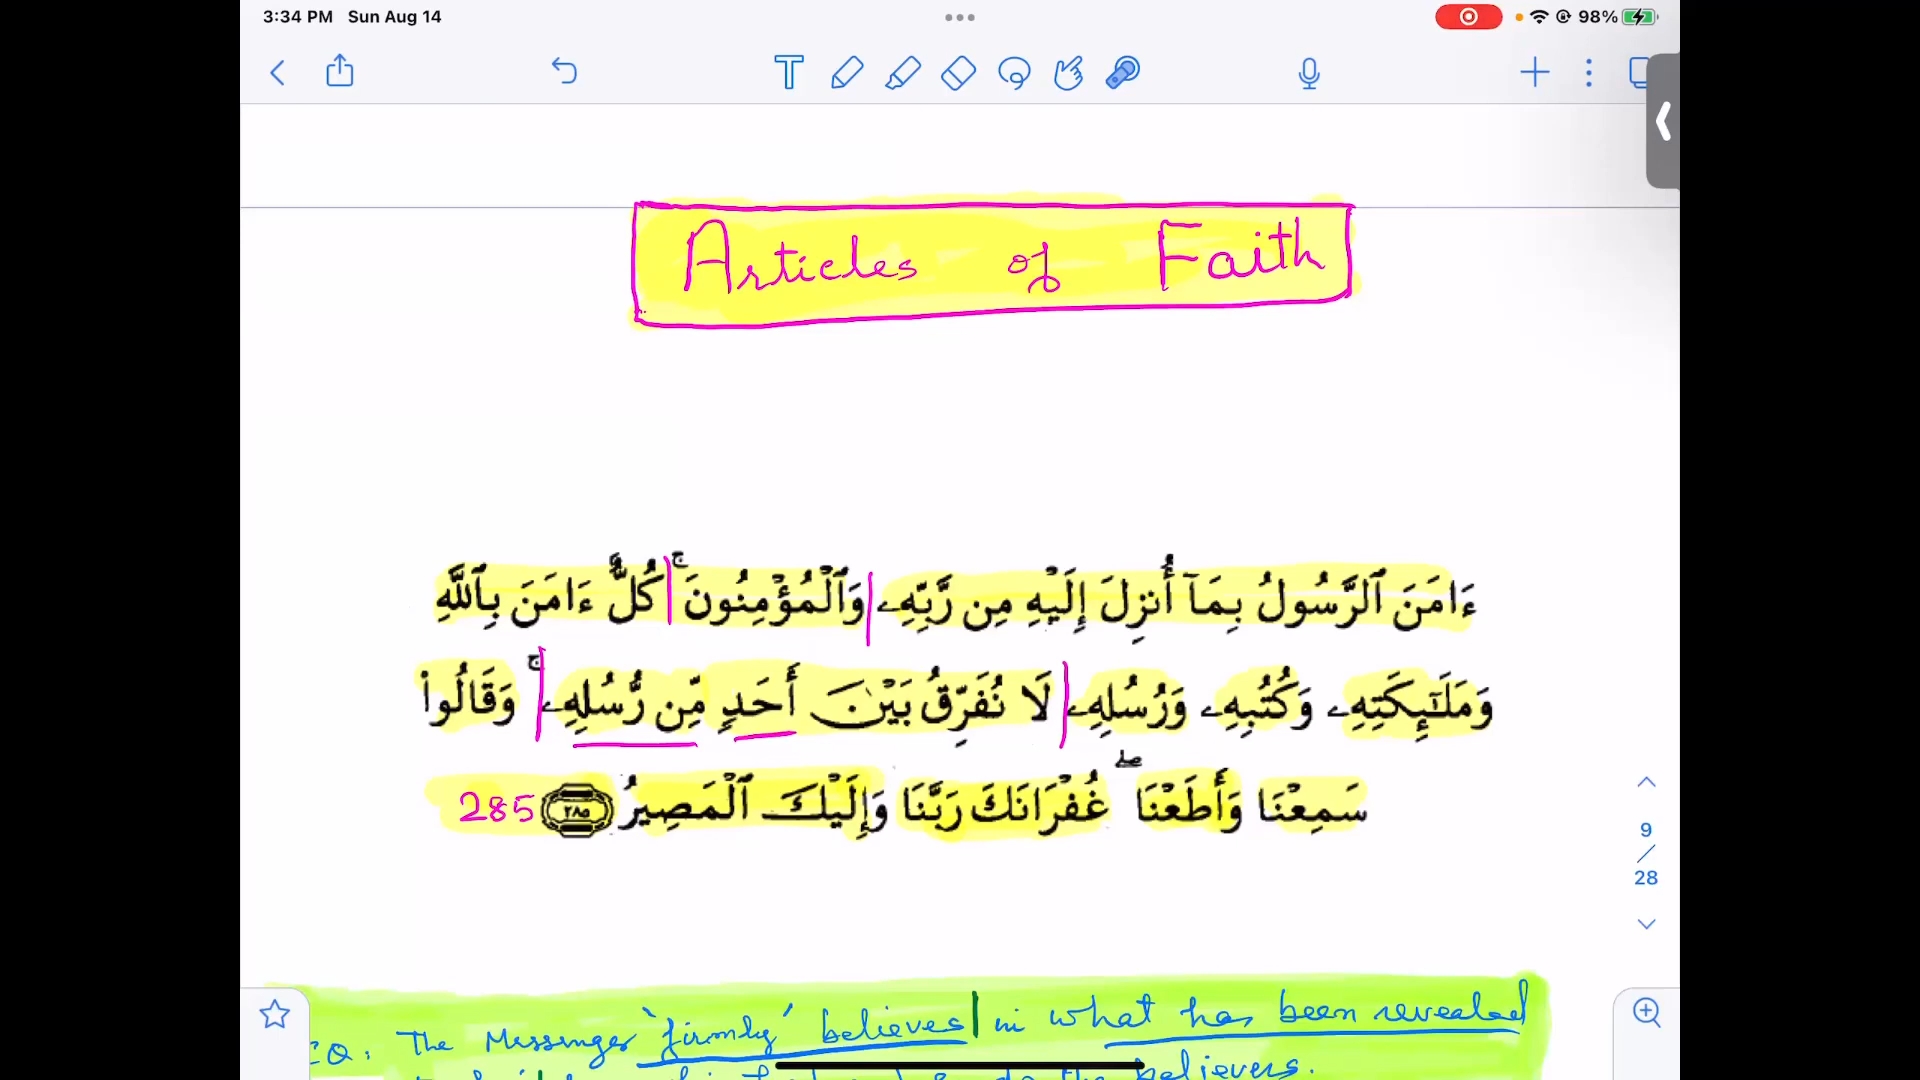 3:34 PM Sun Aug 14
98%
Articles of Faith
ءَامَنَ ٱلرَّسُولُ بِمَآ أُنزِلَ إِلَيْهِ مِن رَّبِّهِۦ وَٱلْمُؤْمِنُونَ ۚ كُلٌّ ءَامَنَ بِٱللَّهِ
وَمَلَـٰٓئِكَتِهِۦ وَكُتُبِهِۦ وَرُسُلِهِۦ لَا نُفَرِّقُ بَيْنَ أَحَدٍ مِّن رُّسُلِهِۦ ۚ وَقَالُوا۟
سَمِعْنَا وَأَطَعْنَا ۖ غُفْرَانَكَ رَبَّنَا وَإِلَيْكَ ٱلْمَصِيرُ ٢٨٥ 285
9
/
28
The Messenger 'firmly' believes in what has been revealed
the believers.